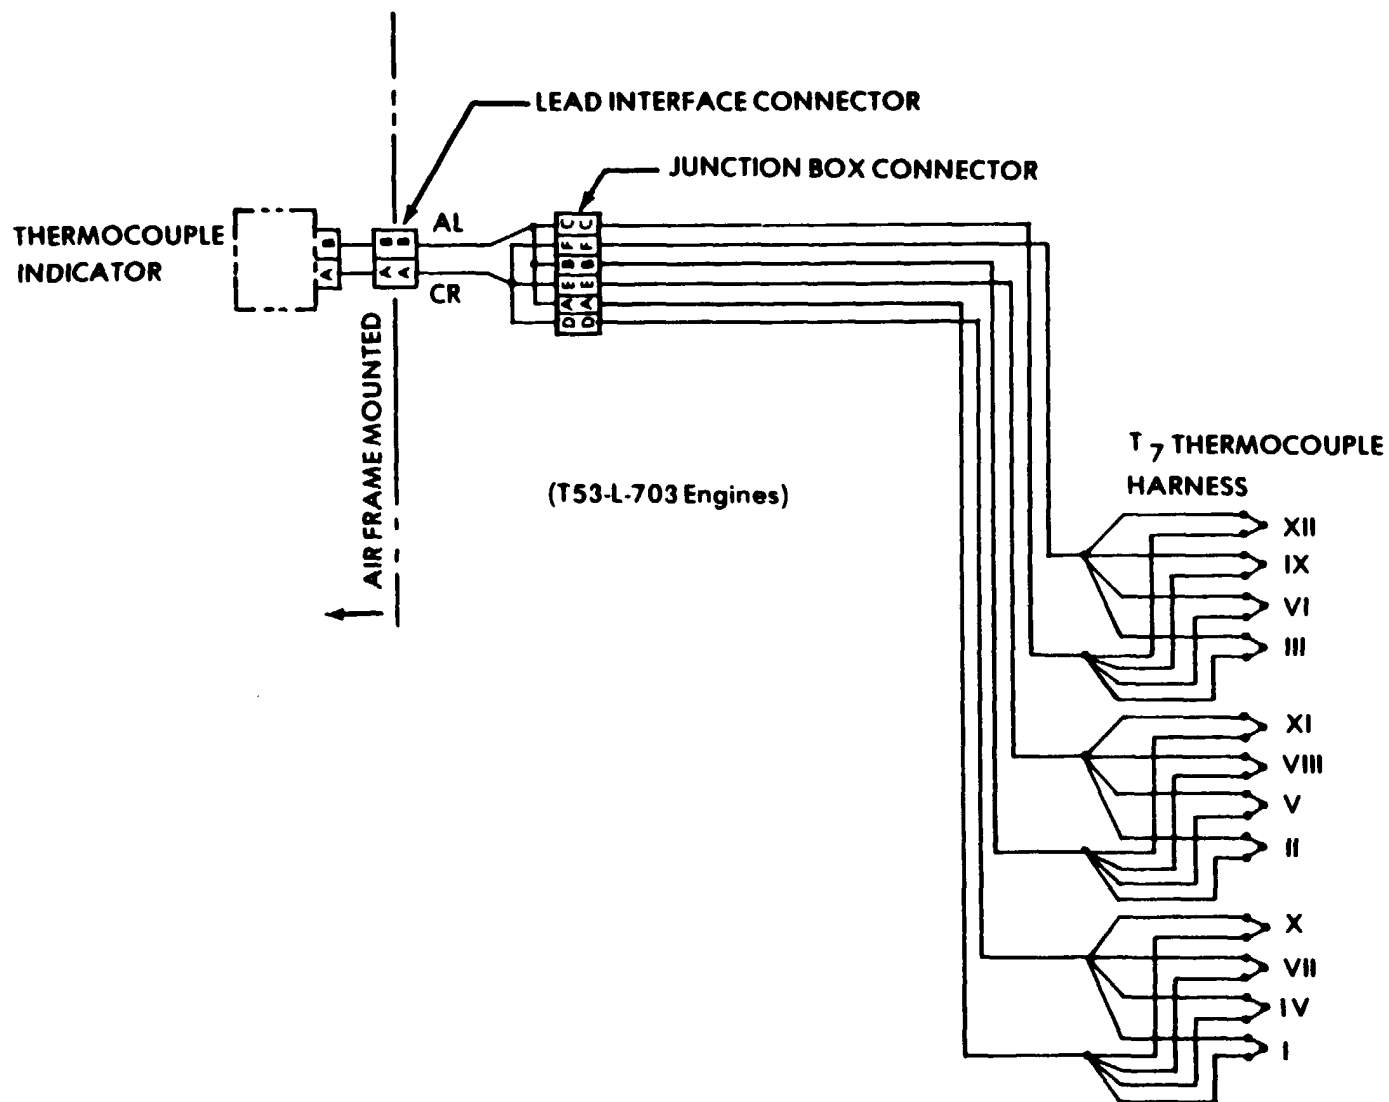 LEAD INTERFACE CONNECTOR
JUNCTION BOX CONNECTOR
THERMOCOUPLE
INDICATOR
B
A
B B
A A
AL
CR
C C
F F
B B
E E
A A
D D
AIR FRAME MOUNTED
(T53-L-703 Engines)
T7 THERMOCOUPLE
HARNESS
XII
IX
VI
III
XI
VIII
V
II
X
VII
IV
I